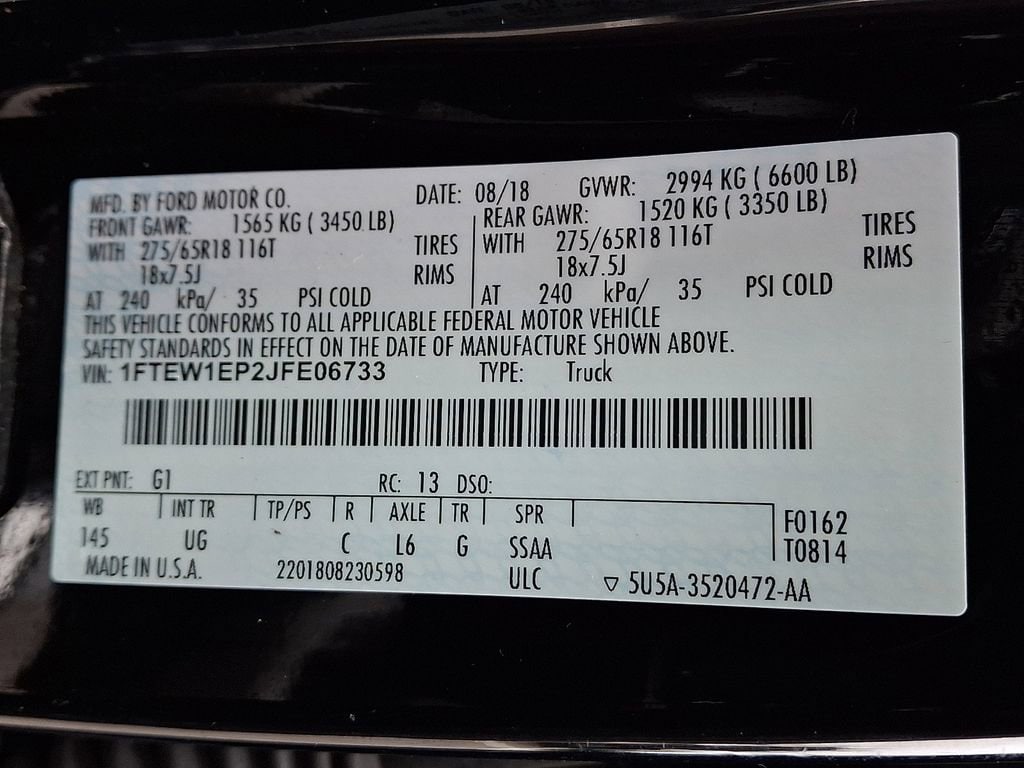 MFD. BY FORD MOTOR CO. DATE: 08/18 GVWR: 2994 KG ( 6600 LB)
FRONT GAWR: 1565 KG ( 3450 LB) REAR GAWR: 1520 KG ( 3350 LB)
WITH 275/65R18 116T TIRES WITH 275/65R18 116T TIRES
18x7.5J RIMS 18x7.5J RIMS
AT 240 kPa/ 35 PSI COLD AT 240 kPa/ 35 PSI COLD
THIS VEHICLE CONFORMS TO ALL APPLICABLE FEDERAL MOTOR VEHICLE
SAFETY STANDARDS IN EFFECT ON THE DATE OF MANUFACTURE SHOWN ABOVE.
VIN: 1FTEW1EP2JFE06733 TYPE: Truck
EXT PNT: G1 RC: 13 DSO:
WB INT TR TP/PS R AXLE TR SPR F0162
145 UG C L6 G SSAA T0814
MADE IN U.S.A. 2201808230598 ULC ▽ 5U5A-3520472-AA